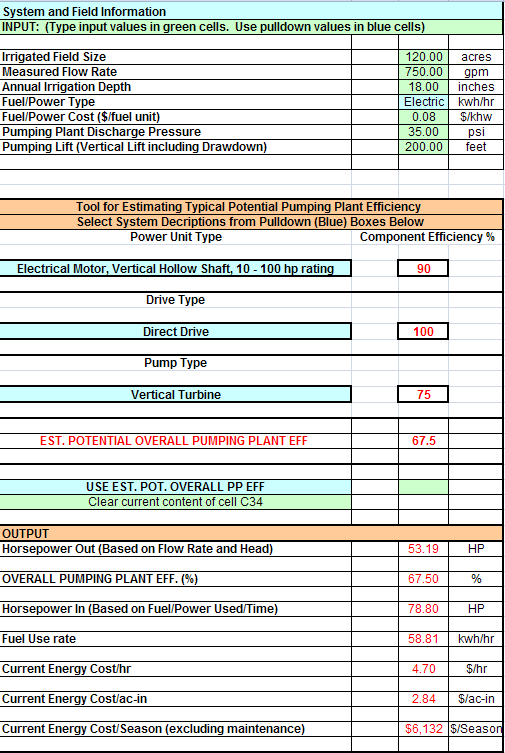 System and Field Information
INPUT: (Type input values in green cells. Use pulldown values in blue cells)
Irrigated Field Size 120.00 acres
Measured Flow Rate 750.00 gpm
Annual Irrigation Depth 18.00 inches
Fuel/Power Type Electric kwh/hr
Fuel/Power Cost ($/fuel unit) 0.08 $/khw
Pumping Plant Discharge Pressure 35.00 psi
Pumping Lift (Vertical Lift including Drawdown) 200.00 feet
Tool for Estimating Typical Potential Pumping Plant Efficiency
Select System Decriptions from Pulldown (Blue) Boxes Below
Power Unit Type Component Efficiency %
Electrical Motor, Vertical Hollow Shaft, 10 - 100 hp rating 90
Drive Type
Direct Drive 100
Pump Type
Vertical Turbine 75
EST. POTENTIAL OVERALL PUMPING PLANT EFF 67.5
USE EST. POT. OVERALL PP EFF
Clear current content of cell C34
OUTPUT
Horsepower Out (Based on Flow Rate and Head) 53.19 HP
OVERALL PUMPING PLANT EFF. (%) 67.50 %
Horsepower In (Based on Fuel/Power Used/Time) 78.80 HP
Fuel Use rate 58.81 kwh/hr
Current Energy Cost/hr 4.70 $/hr
Current Energy Cost/ac-in 2.84 $/ac-in
Current Energy Cost/Season (excluding maintenance) $6,132 $/Season